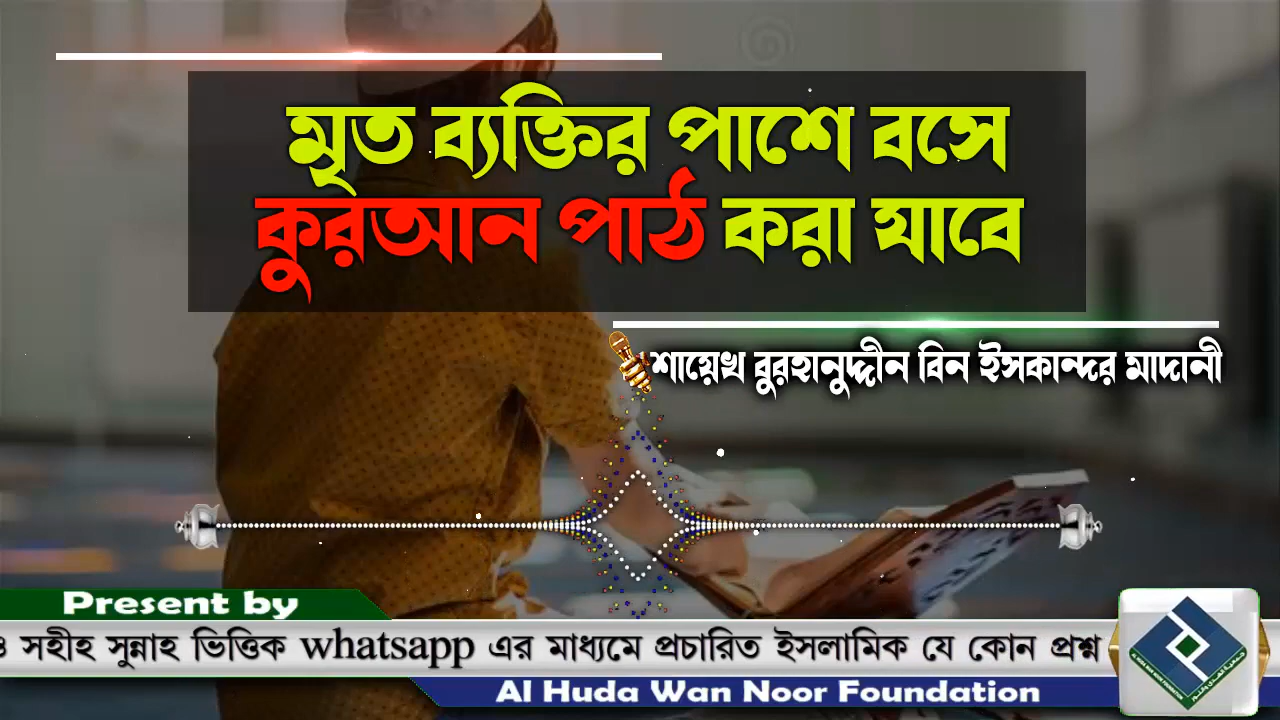 মৃত ব্যক্তির পাশে বসে
কুরআন পাঠ করা যাবে
শায়েখ বুরহানুদ্দীন বিন ইসকান্দর মাদানী
Present by
সহীহ সুন্নাহ ভিত্তিক whatsapp এর মাধ্যমে প্রচারিত ইসলামিক যে কোন প্রশ্ন
Al Huda Wan Noor Foundation